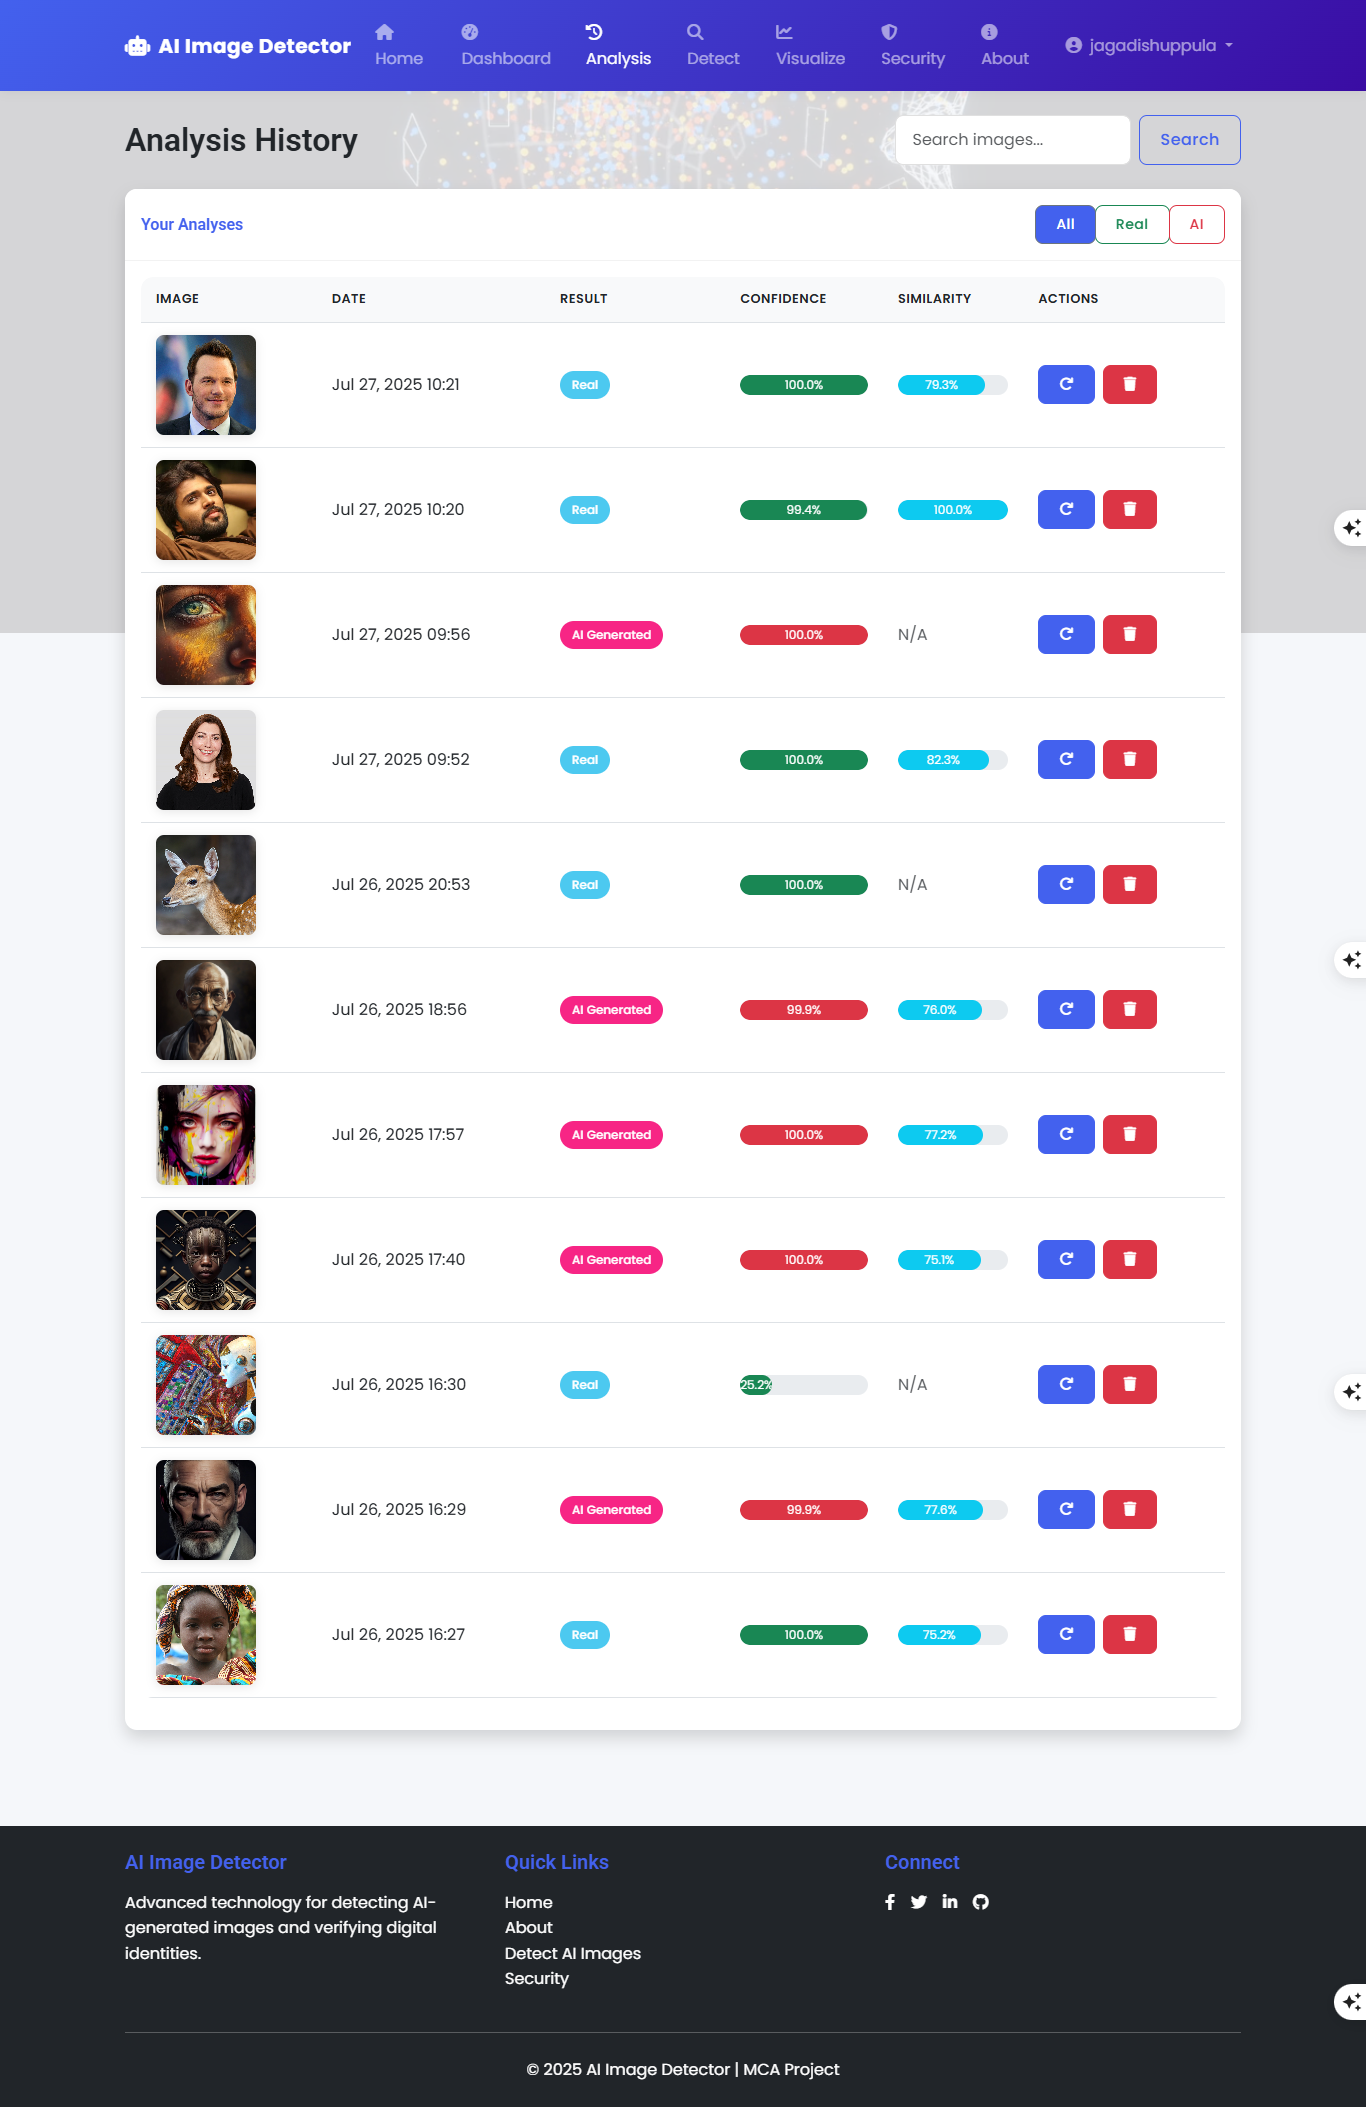 AI Image Detector
Home
Dashboard
Analysis
Detect
Visualize
Security
About
jagadishuppula
Analysis History
Search images...
Search
Your Analyses
All
Real
AI
IMAGE DATE RESULT CONFIDENCE SIMILARITY ACTIONS
Jul 27, 2025 10:21 Real 100.0% 79.3%
Jul 27, 2025 10:20 Real 99.4% 100.0%
Jul 27, 2025 09:56 AI Generated 100.0% N/A
Jul 27, 2025 09:52 Real 100.0% 82.3%
Jul 26, 2025 20:53 Real 100.0% N/A
Jul 26, 2025 18:56 AI Generated 99.9% 76.0%
Jul 26, 2025 17:57 AI Generated 100.0% 77.2%
Jul 26, 2025 17:40 AI Generated 100.0% 75.1%
Jul 26, 2025 16:30 Real 25.2% N/A
Jul 26, 2025 16:29 AI Generated 99.9% 77.6%
Jul 26, 2025 16:27 Real 100.0% 75.2%
AI Image Detector
Advanced technology for detecting AI-
generated images and verifying digital
identities.
Quick Links
Home
About
Detect AI Images
Security
Connect
© 2025 AI Image Detector | MCA Project